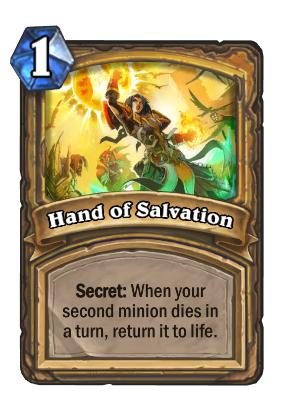 1
Hand of Salvation
Secret: When your
second minion dies in
a turn, return it to life.